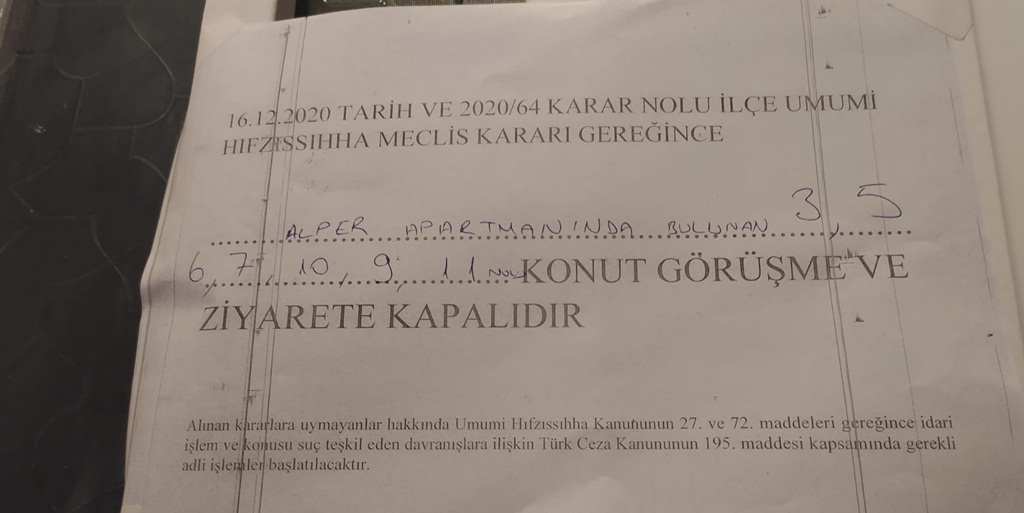 16.12.2020 TARİH VE 2020/64 KARAR NOLU İLÇE UMUMİ
HIFZISSIHHA MECLİS KARARI GEREĞİNCE
ALPER APARTMANINDA BULUNAN 3, 5
6, 7, 10, 9, 11 NOLU KONUT GÖRÜŞME VE
ZİYARETE KAPALIDIR
Alınan kararlara uymayanlar hakkında Umumi Hıfzıssıhha Kanununun 27. ve 72. maddeleri gereğince idari
işlem ve konusu suç teşkil eden davranışlara ilişkin Türk Ceza Kanununun 195. maddesi kapsamında gerekli
adli işlemler başlatılacaktır.